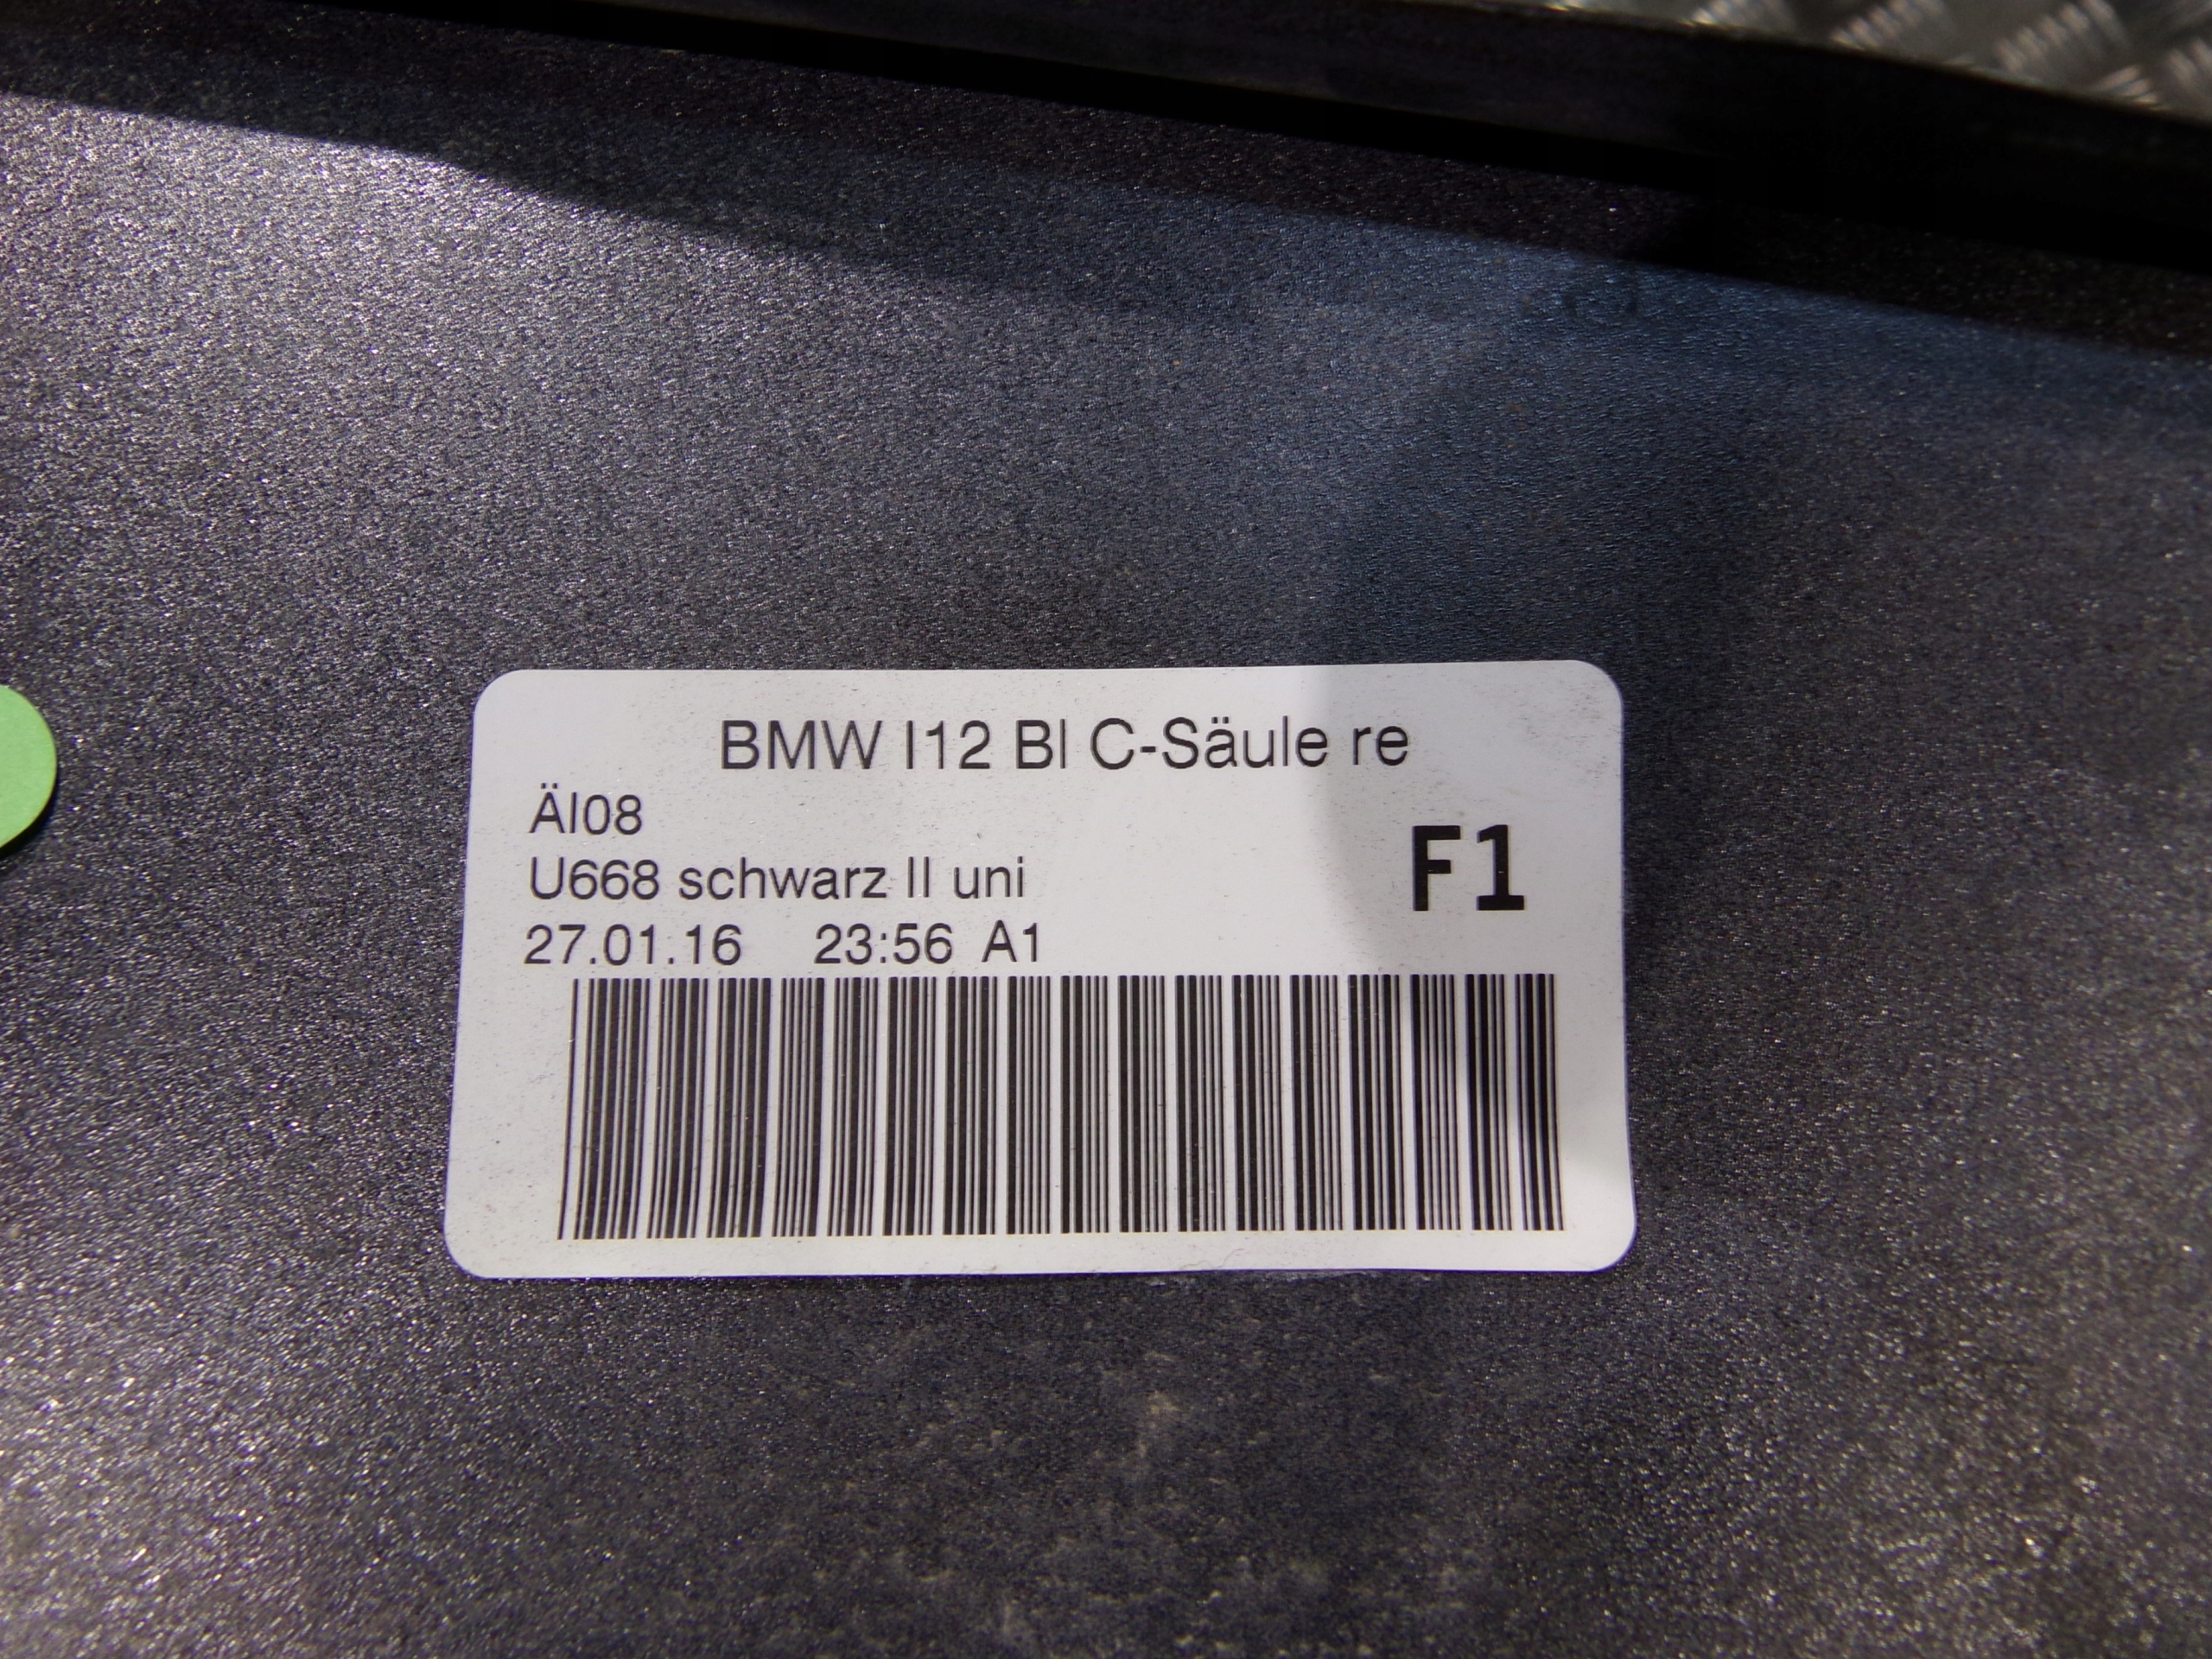 BMW I12 Bl C-Säule re
ÄI08
U668 schwarz II uni
F1
27.01.16 23:56 A1